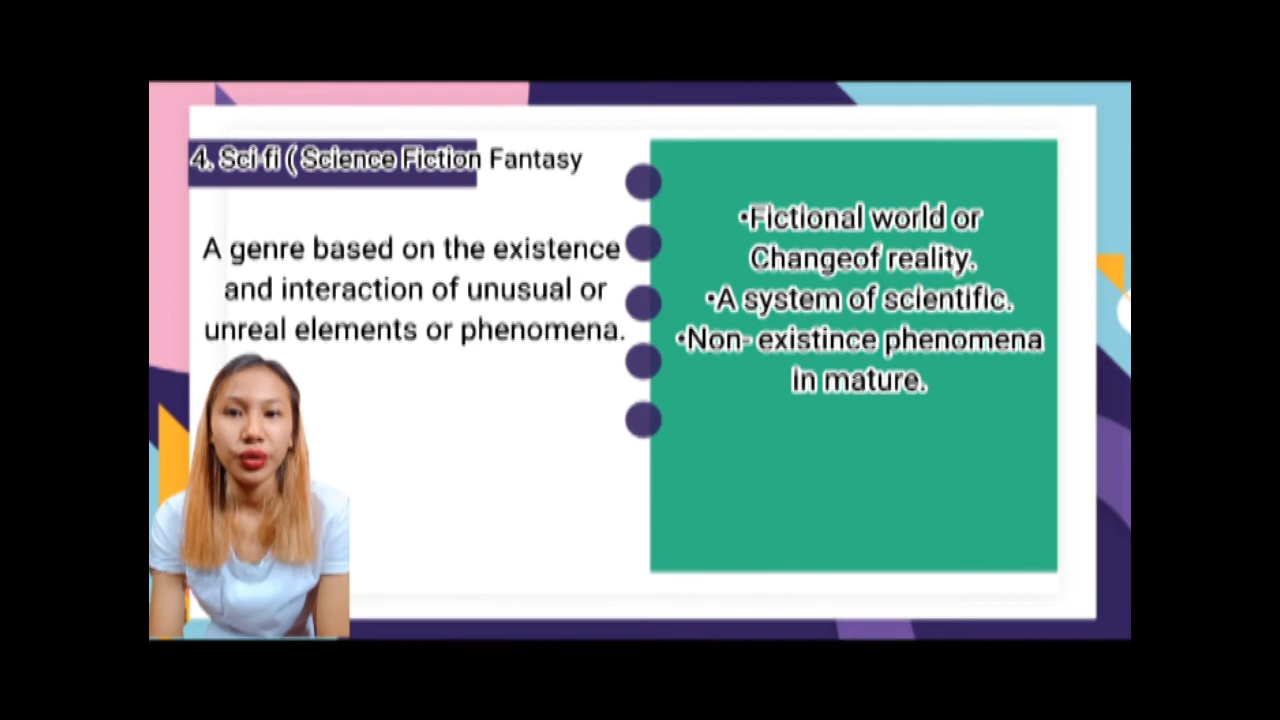 4. Sci fi ( Science Fiction Fantasy
A genre based on the existence
and interaction of unusual or
unreal elements or phenomena.
•Fictional world or
Changeof reality.
•A system of scientific.
•Non- existince phenomena
in mature.